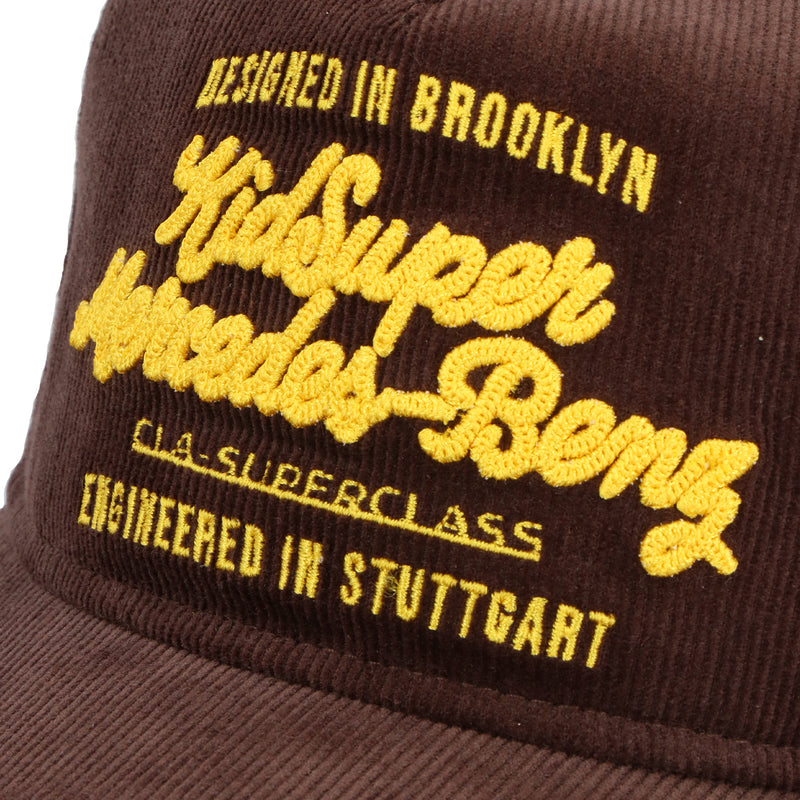 DESIGNED IN BROOKLYN
KidSuper
Mercedes-Benz
CLA-SUPERCLASS
ENGINEERED IN STUTTGART